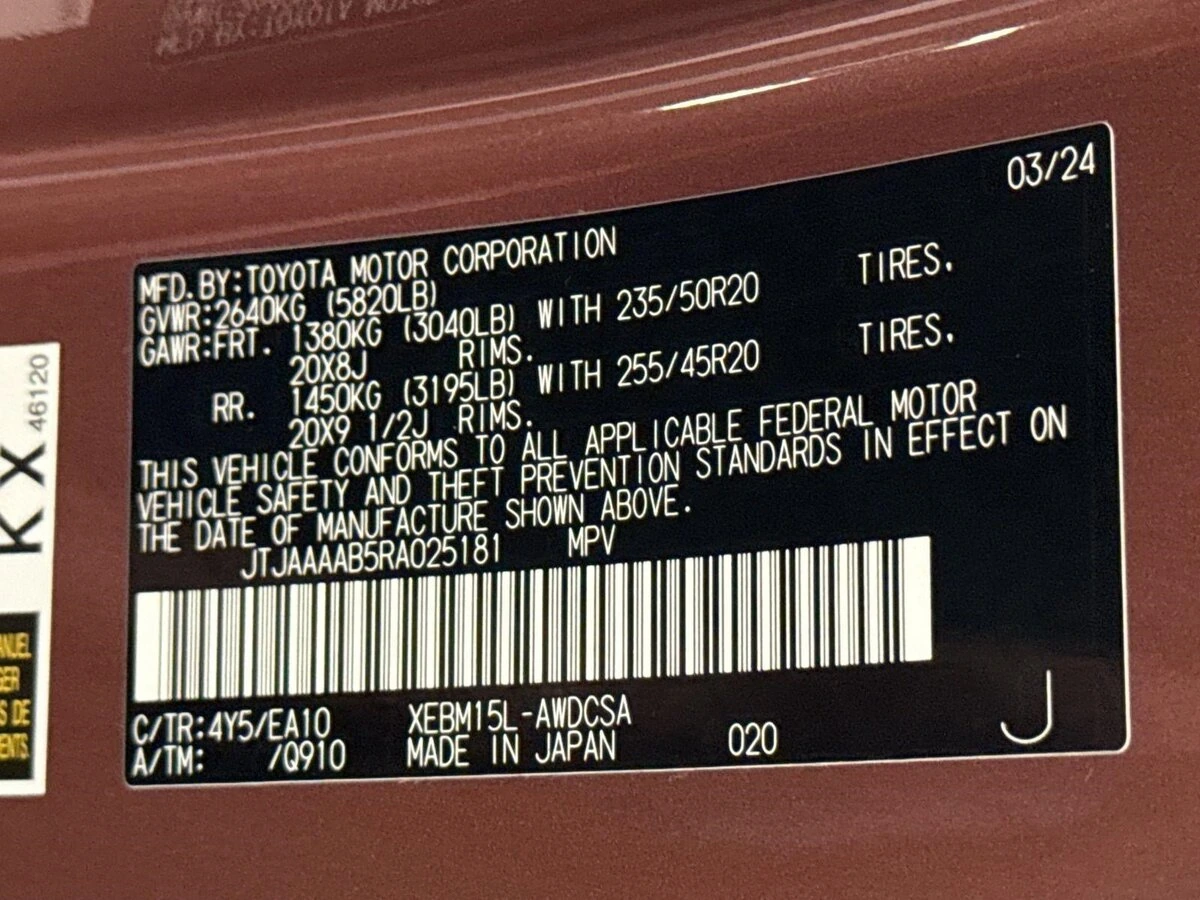 03/24
MFD.BY:TOYOTA MOTOR CORPORATION
GVWR:2640KG (5820LB)
GAWR:FRT. 1380KG (3040LB) WITH 235/50R20 TIRES.
20X8J RIMS.
RR. 1450KG (3195LB) WITH 255/45R20 TIRES.
20X9 1/2J RIMS.
THIS VEHICLE CONFORMS TO ALL APPLICABLE FEDERAL MOTOR
VEHICLE SAFETY AND THEFT PREVENTION STANDARDS IN EFFECT ON
THE DATE OF MANUFACTURE SHOWN ABOVE.
JTJAAAAB5RA025181 MPV
C/TR:4Y5/EA10 XEBM15L-AWDCSA
A/TM: /Q910 MADE IN JAPAN 020
J
KX 46120